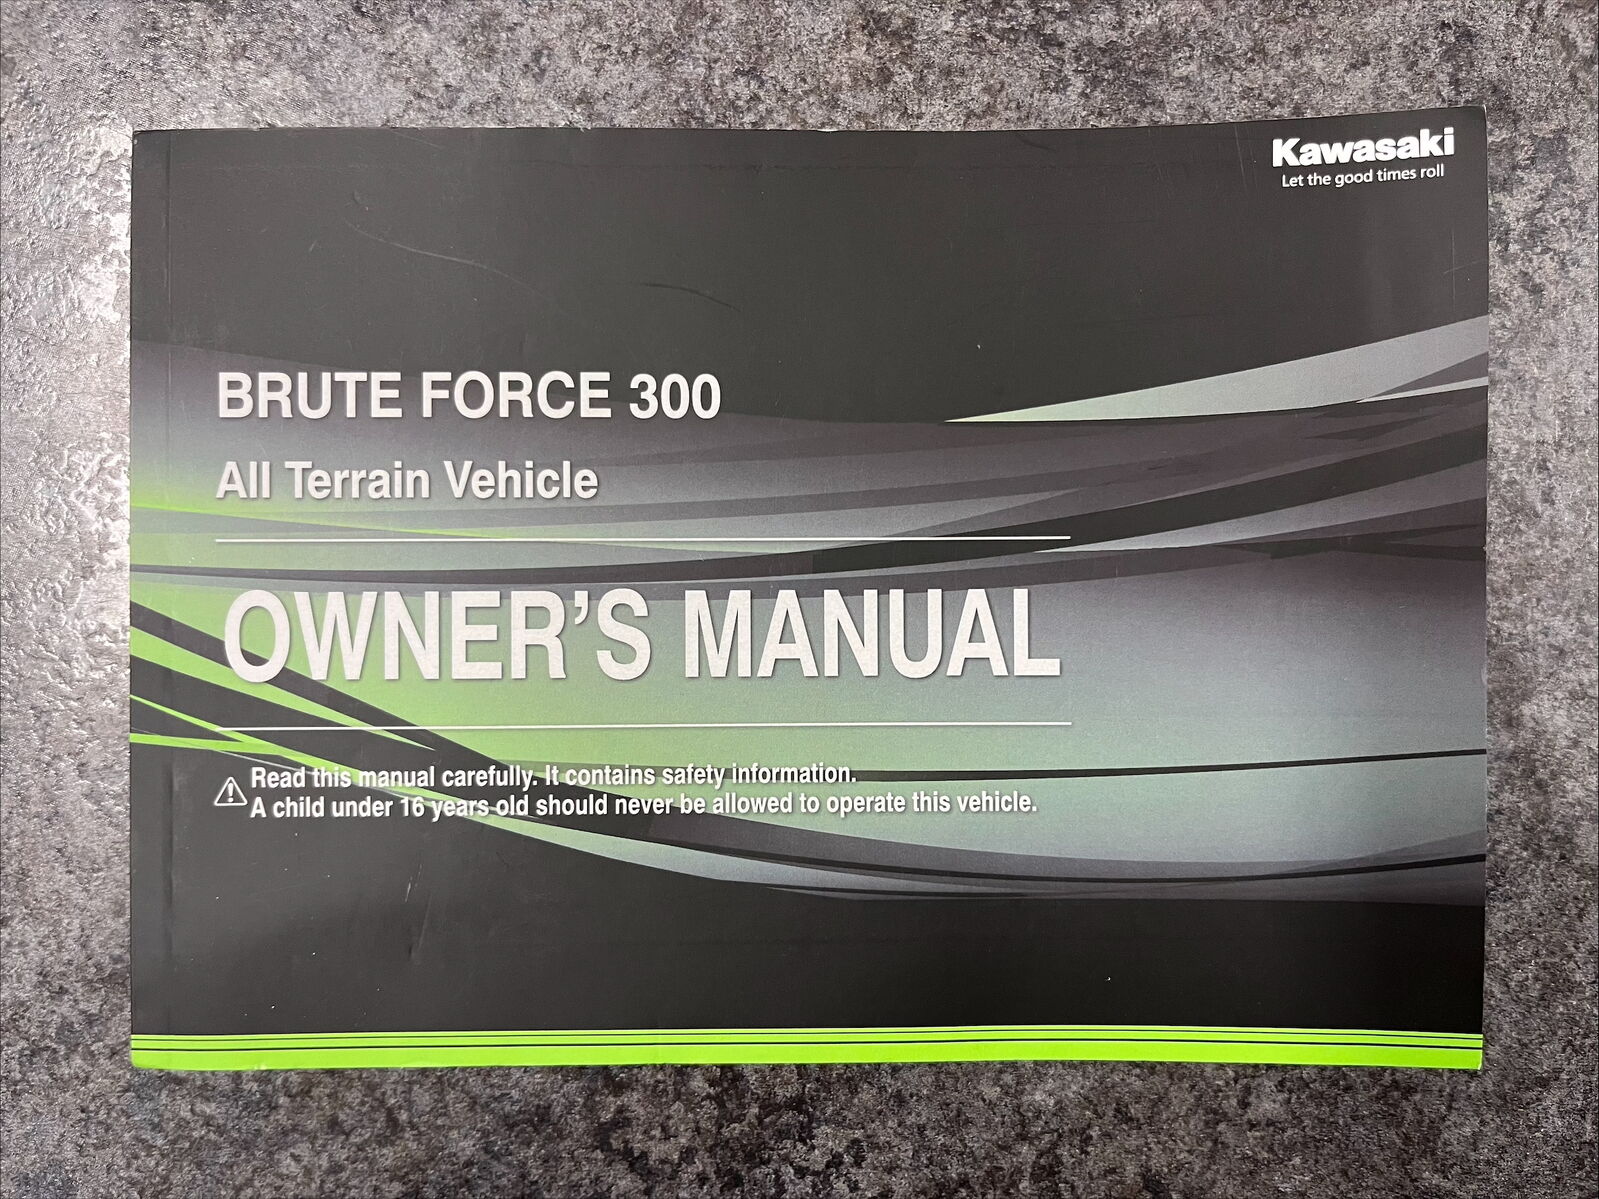 Kawasaki
Let the good times roll
BRUTE FORCE 300
All Terrain Vehicle
OWNER'S MANUAL
Read this manual carefully. It contains safety information.
A child under 16 years old should never be allowed to operate this vehicle.